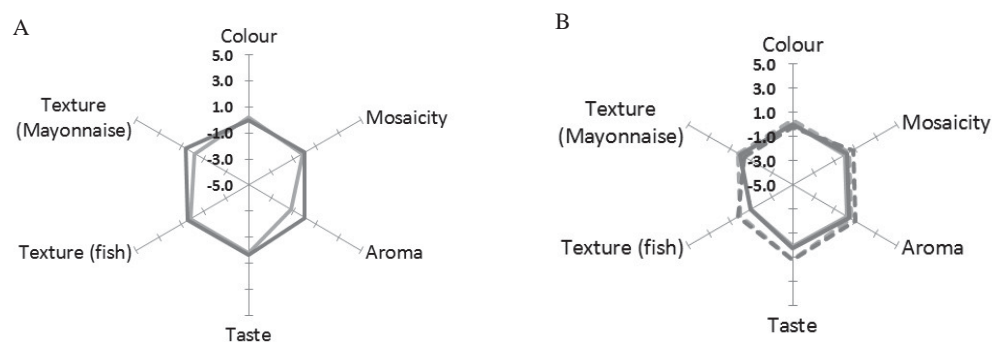 A
Colour
5.0
3.0
1.0
-1.0
-3.0
-5.0
Mosaicity
Aroma
Taste
Texture (fish)
Texture
(Mayonnaise)
B
Colour
5.0
3.0
1.0
-1.0
-3.0
-5.0
Mosaicity
Aroma
Taste
Texture (fish)
Texture
(Mayonnaise)